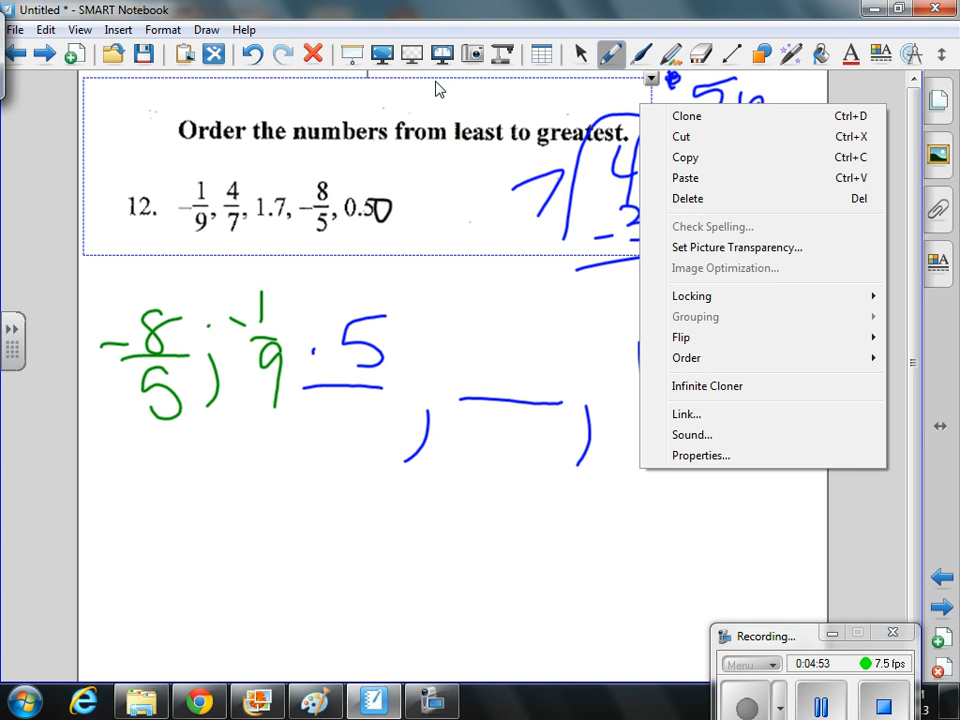 Untitled * - SMART Notebook
File Edit View Insert Format Draw Help
Order the numbers from least to greatest.
12. -1/9, 4/7, 1.7, -8/5, 0.50
7 4
-8/5, -1/9 .5 , ,
Clone Ctrl+D
Cut Ctrl+X
Copy Ctrl+C
Paste Ctrl+V
Delete Del
Check Spelling...
Set Picture Transparency...
Image Optimization...
Locking
Grouping
Flip
Order
Infinite Cloner
Link...
Sound...
Properties...
Recording...
Menu 0:04:53 7.5 fps